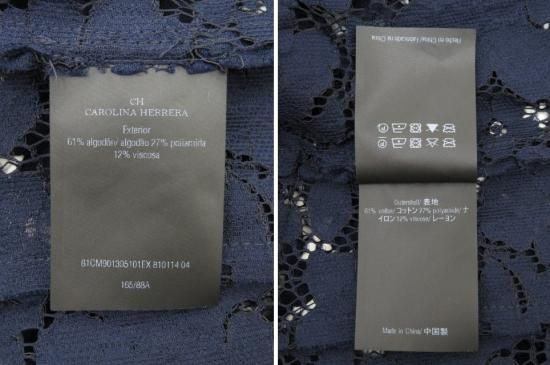 CH
CAROLINA HERRERA
Exterior
61% algodón/ algodão 27% poliamida
12% viscosa
81CM901305101EX 810114 04
165/88A
Hecho en China/ Fabricado na
China
Outershell/ 表地
61% cotton/ コットン 27% polyamide/ ナ
イロン 12% viscose/ レーヨン
Made in China/ 中国製